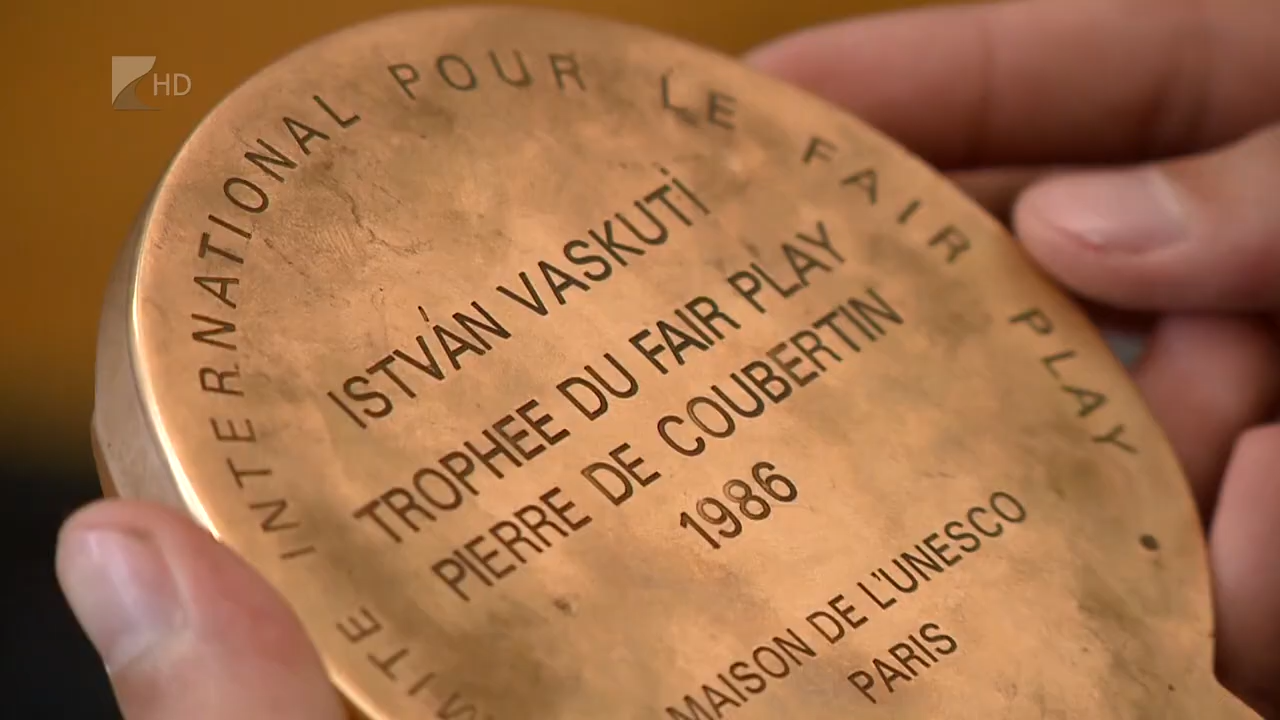 HD
INTERNATIONAL POUR LE FAIR PLAY
ISTVÁN VASKUTI
TROPHEE DU FAIR PLAY
PIERRE DE COUBERTIN
1986
MAISON DE L'UNESCO
PARIS